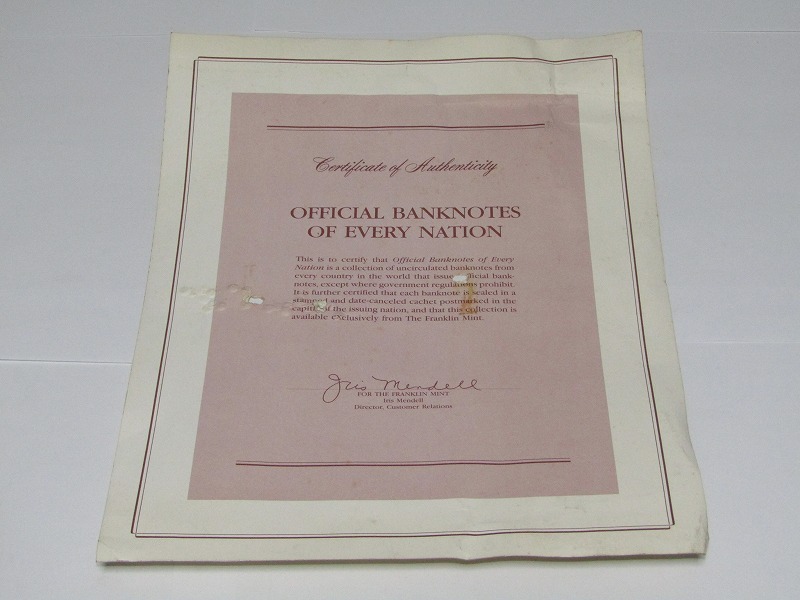 Certificate of Authenticity
OFFICIAL BANKNOTES
OF EVERY NATION
This is to certify that Official Banknotes of Every
Nation is a collection of uncirculated banknotes from
every country in the world that issues official bank-
notes, except where government regulations prohibit.
It is further certified that each banknote is sealed in a
stamped and date-canceled cachet postmarked in the
capital of the issuing nation, and that this collection is
available exclusively from The Franklin Mint.
Iris Mendell
FOR THE FRANKLIN MINT
Iris Mendell
Director, Customer Relations